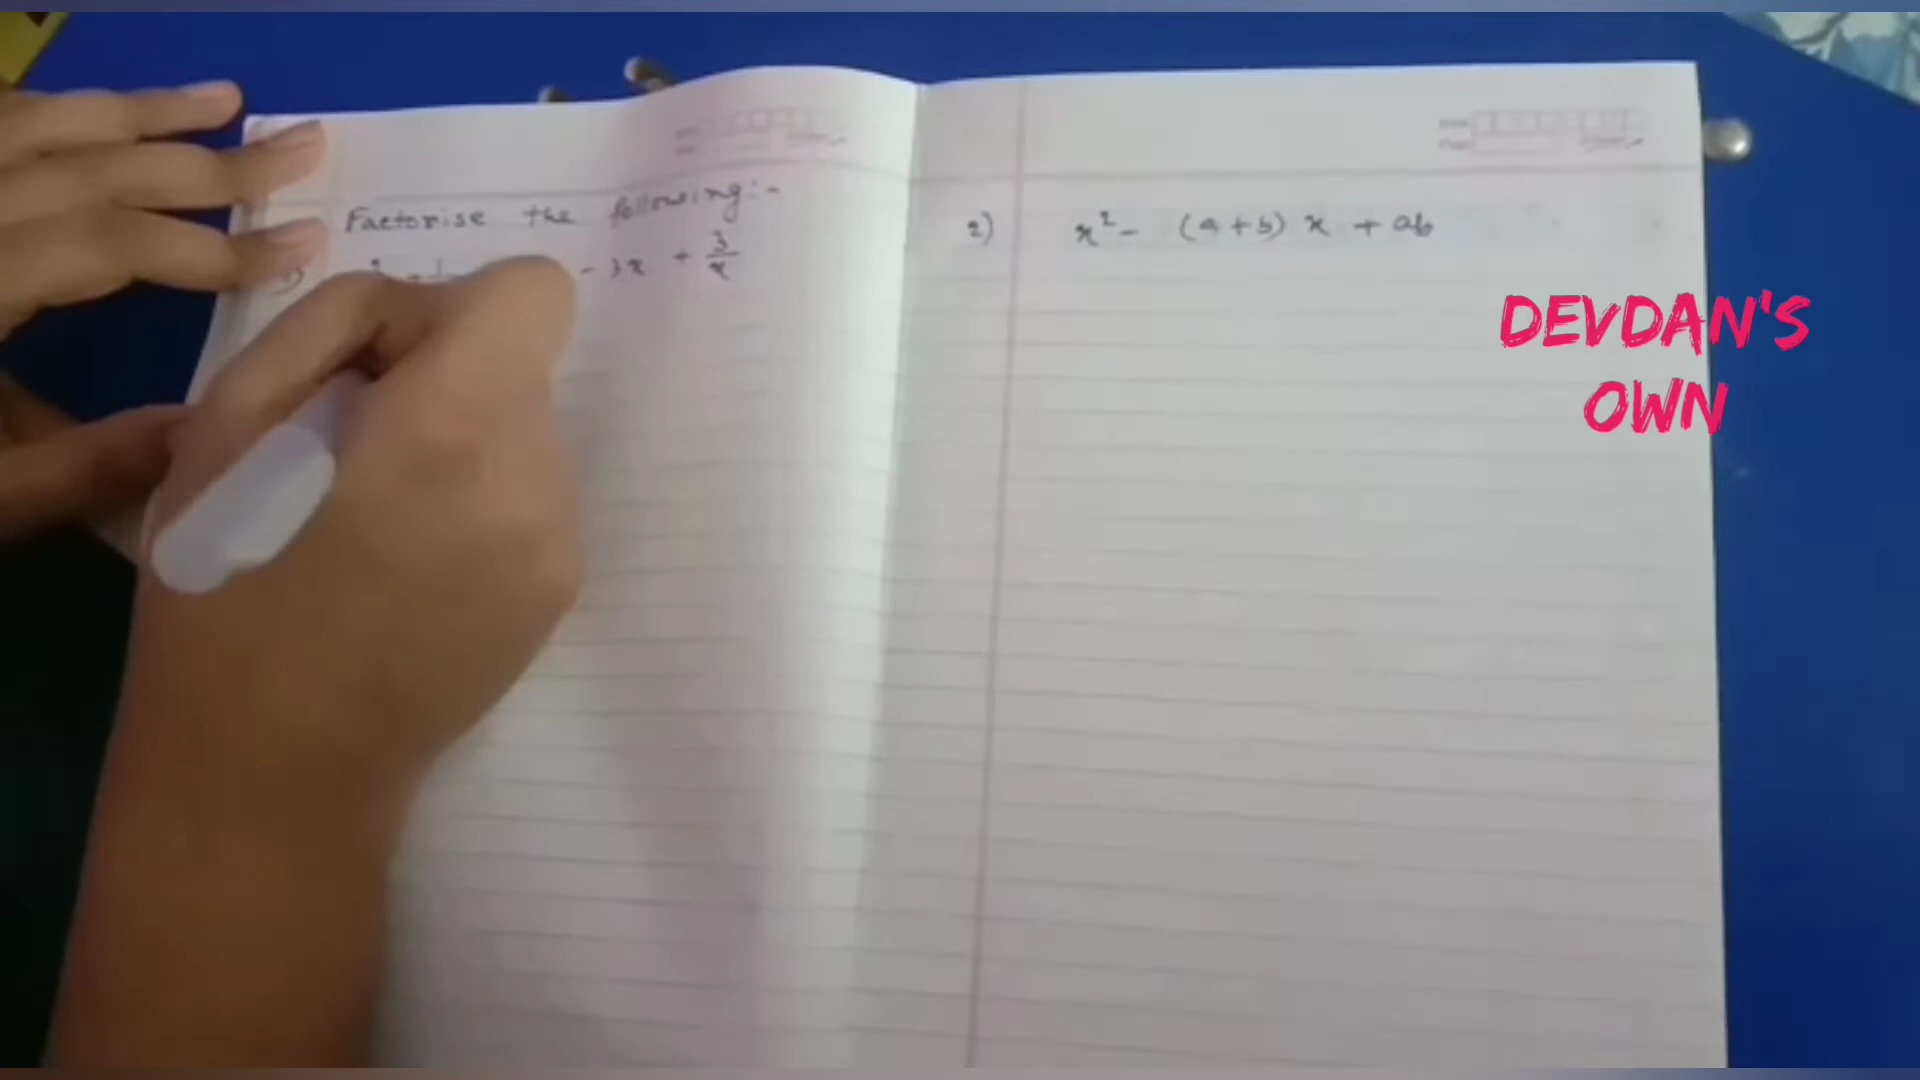 Factorise the following:-
- 3x + 3/x
2) x² - (a+b) x + ab
DEVDAN'S
OWN